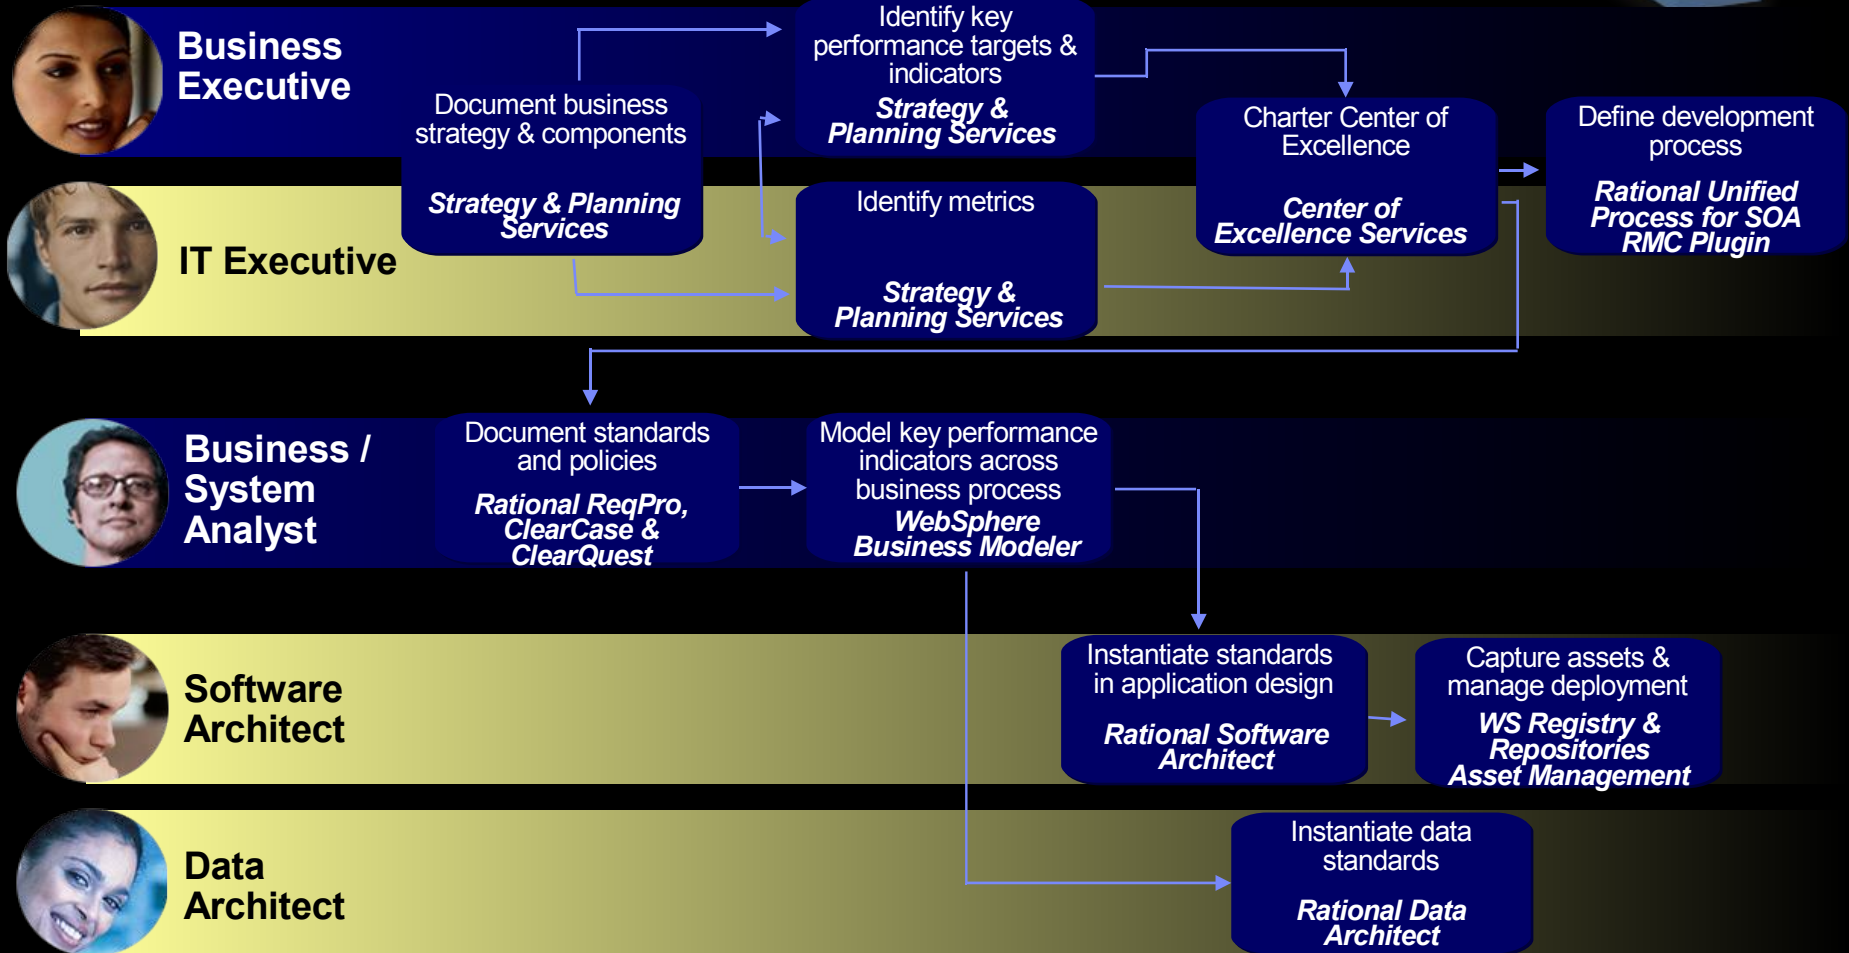 Business
Executive
Document business
strategy & components
Strategy & Planning
Services
Identify key
performance targets &
indicators
Strategy &
Planning Services
Charter Center of
Excellence
Center of
Excellence Services
Define development
process
Rational Unified
Process for SOA
RMC Plugin
IT Executive
Identify metrics
Strategy &
Planning Services
Business /
System
Analyst
Document standards
and policies
Rational ReqPro,
ClearCase &
ClearQuest
Model key performance
indicators across
business process
WebSphere
Business Modeler
Software
Architect
Instantiate standards
in application design
Rational Software
Architect
Capture assets &
manage deployment
WS Registry &
Repositories
Asset Management
Data
Architect
Instantiate data
standards
Rational Data
Architect